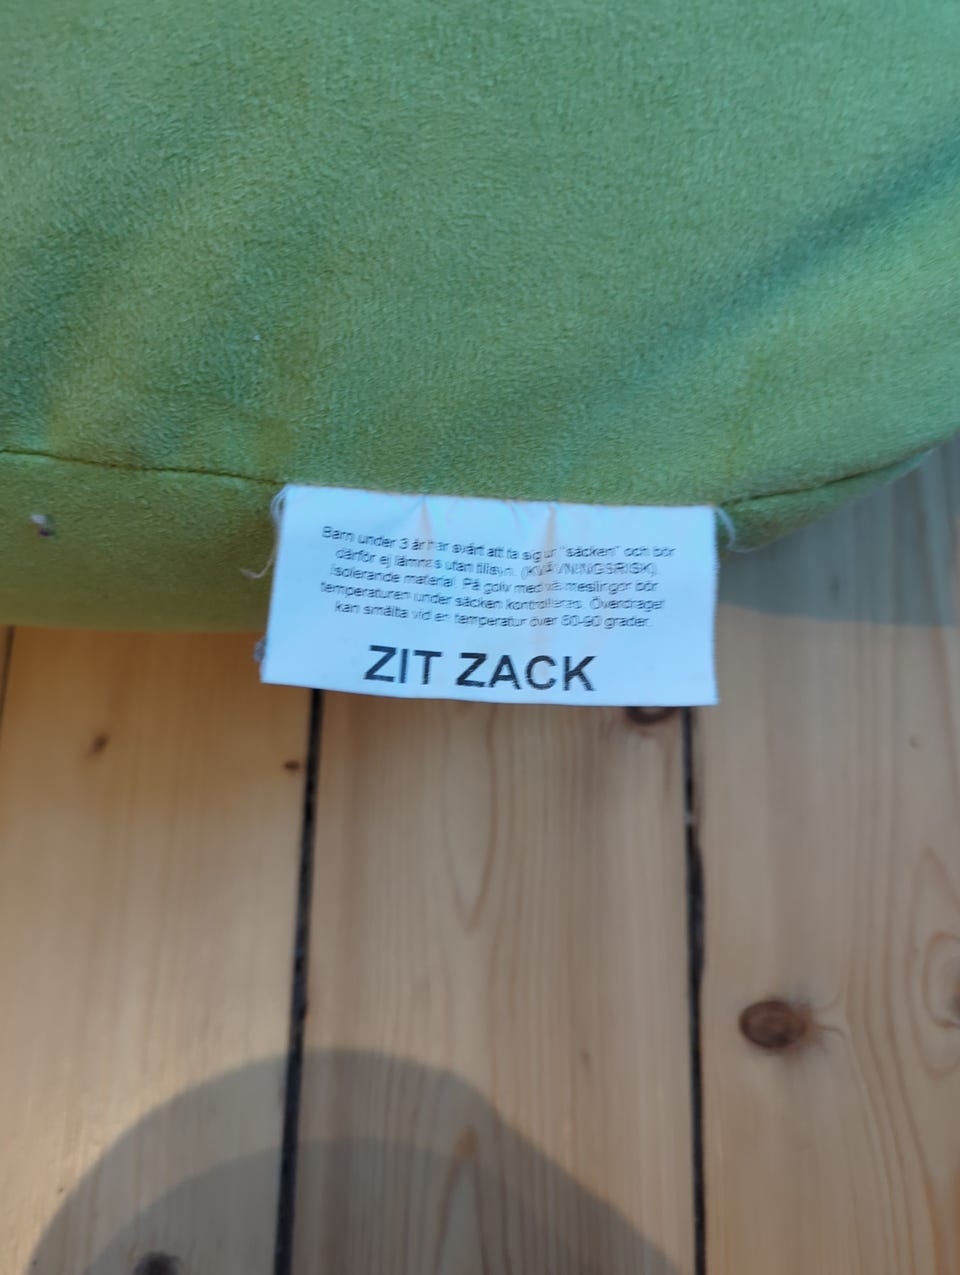 Barn under 3 år har svårt att ta sig ur "säcken" och bör
därför ej lämnas utan tillsyn. (KVÄVNINGSRISK).
Isolerande material. På golv med värmeslingor bör
temperaturen under säcken kontrolleras. Överdraget
kan smälta vid en temperatur över 60-90 grader.
ZIT ZACK